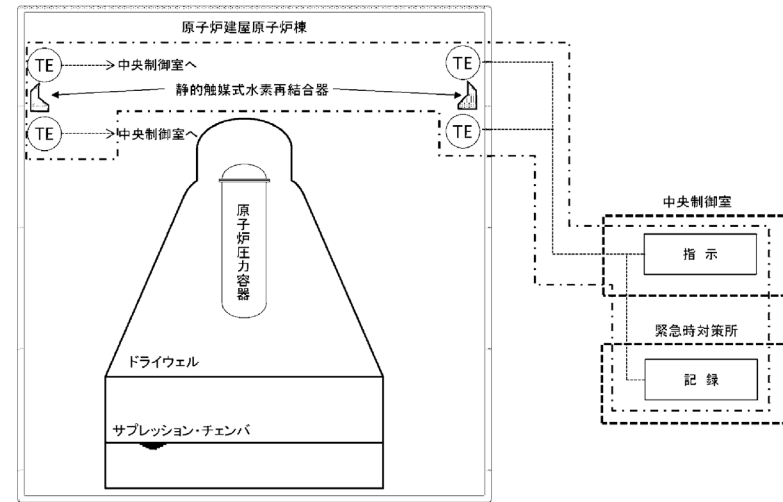 原子炉建屋原子炉棟
TE
中央制御室へ
TE
静的触媒式水素再結合器
TE
中央制御室へ
TE
原子炉圧力容器
中央制御室
指示
緊急時対策所
ドライウェル
記録
サプレッション・チェンバ